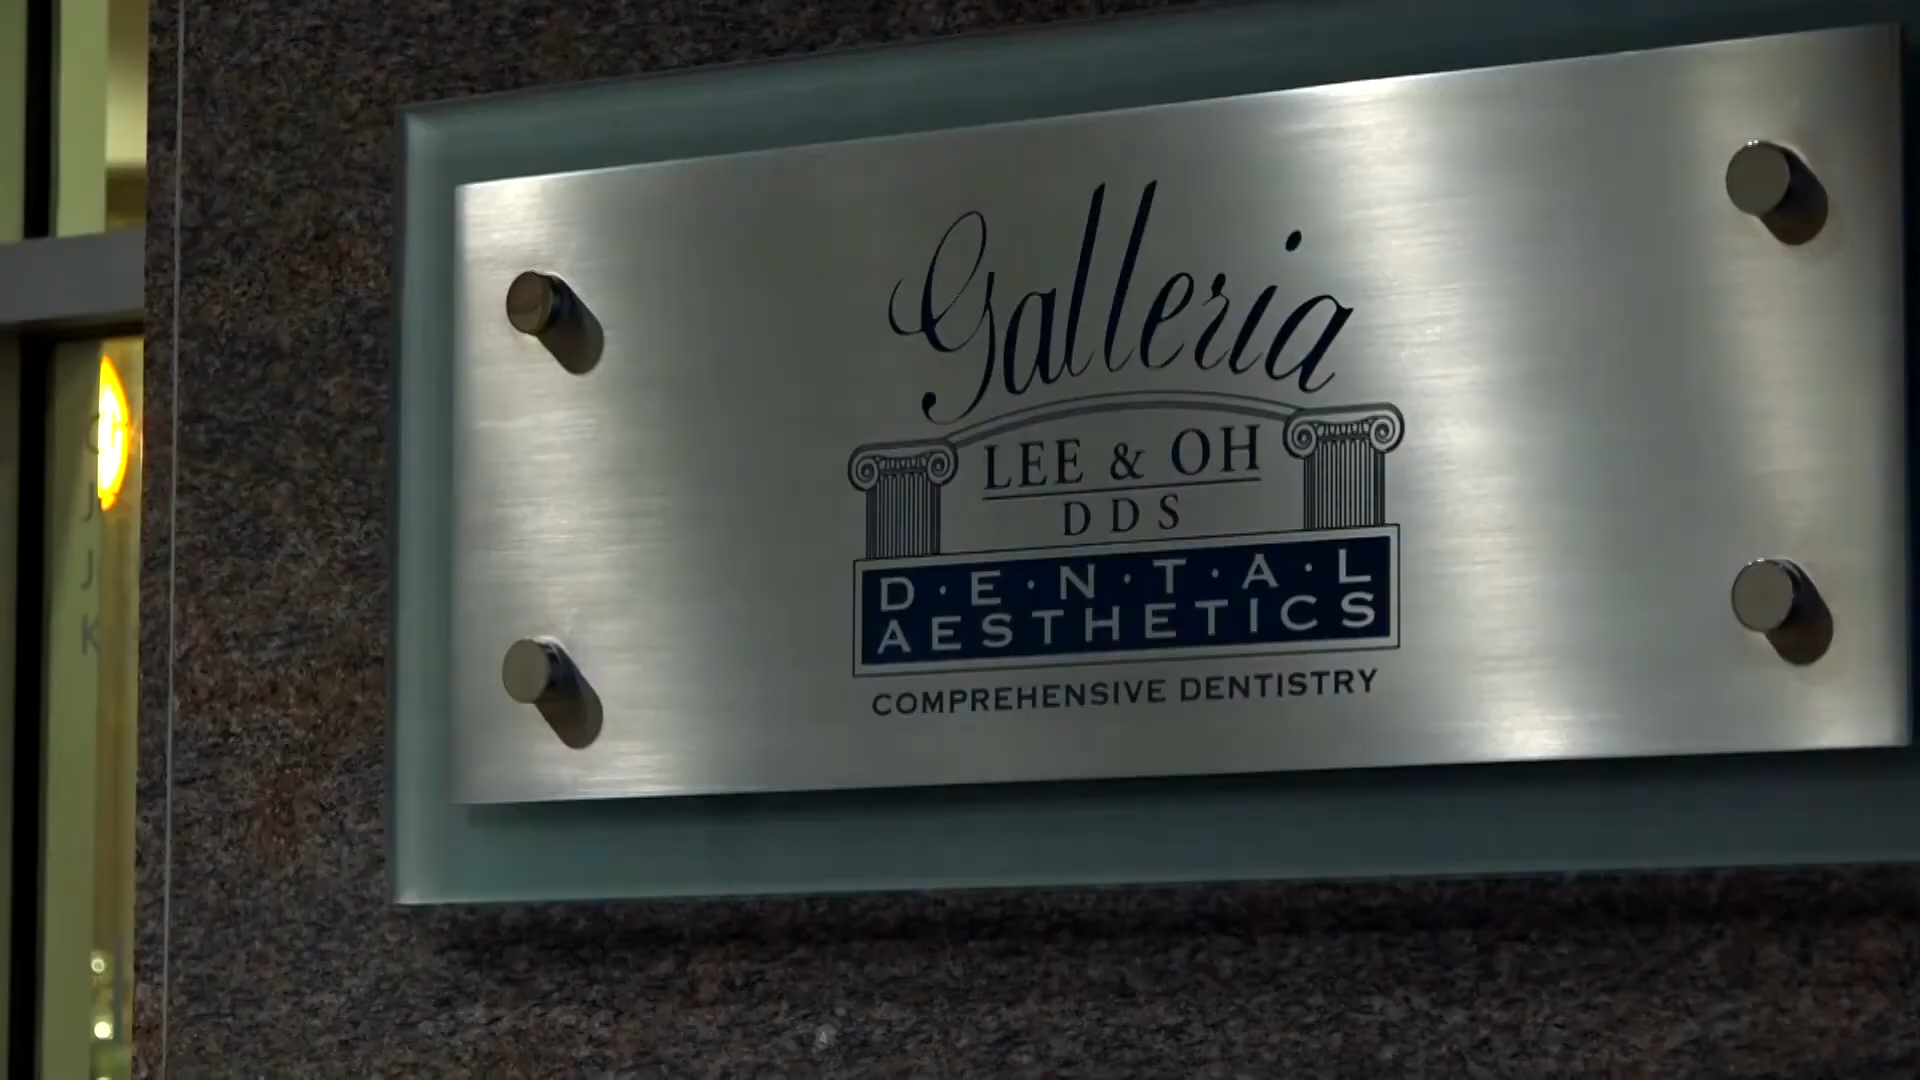 Galleria
LEE & OH
DDS
D·E·N·T·A·L
AESTHETICS
COMPREHENSIVE DENTISTRY